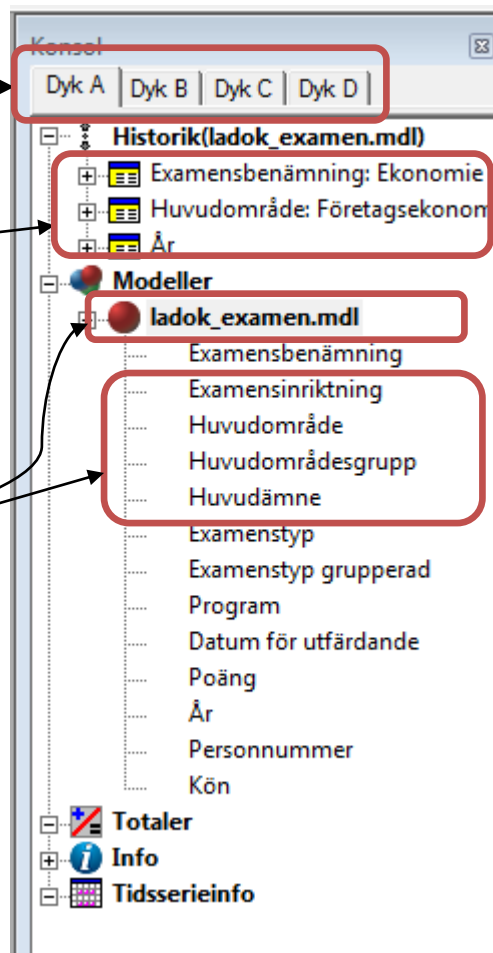 Konsol
Dyk A Dyk B Dyk C Dyk D
Historik(ladok_examen.mdl)
Examensbenämning: Ekonomie
Huvudområde: Företagsekonom
År
Modeller
ladok_examen.mdl
Examensbenämning
Examensinriktning
Huvudområde
Huvudområdesgrupp
Huvudämne
Examenstyp
Examenstyp grupperad
Program
Datum för utfärdande
Poäng
År
Personnummer
Kön
Totaler
Info
Tidsserieinfo